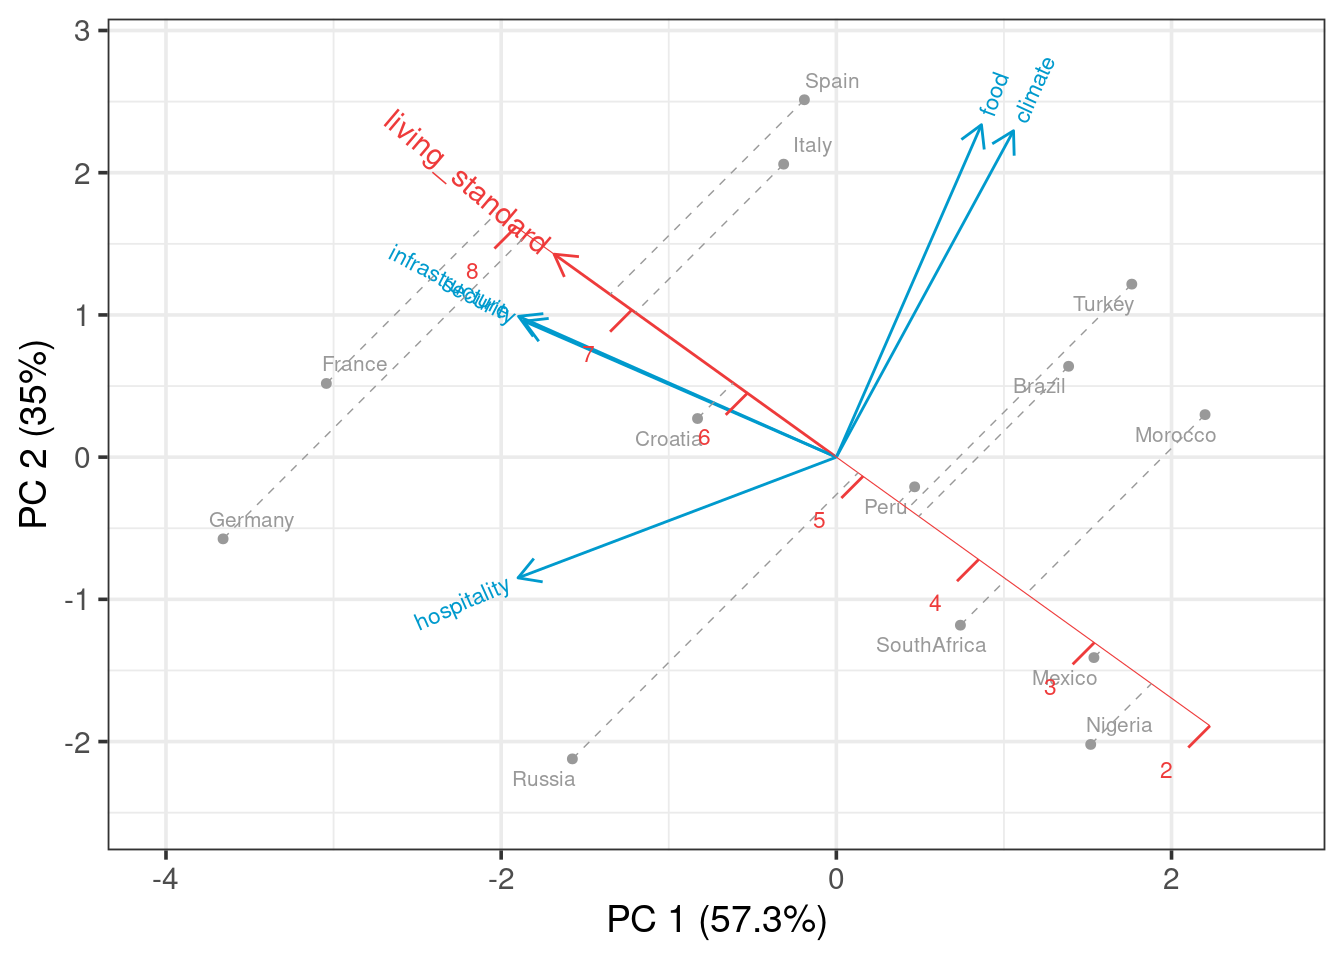 3
2
1
0
-1
-2
PC 2 (35%)
-4
-2
0
2
PC 1 (57.3%)
Spain
Italy
food
climate
living_standard
infrastructure
security
8
7
6
5
4
3
2
France
Croatia
Germany
Turkey
Brazil
Morocco
Peru
hospitality
SouthAfrica
Mexico
Nigeria
Russia